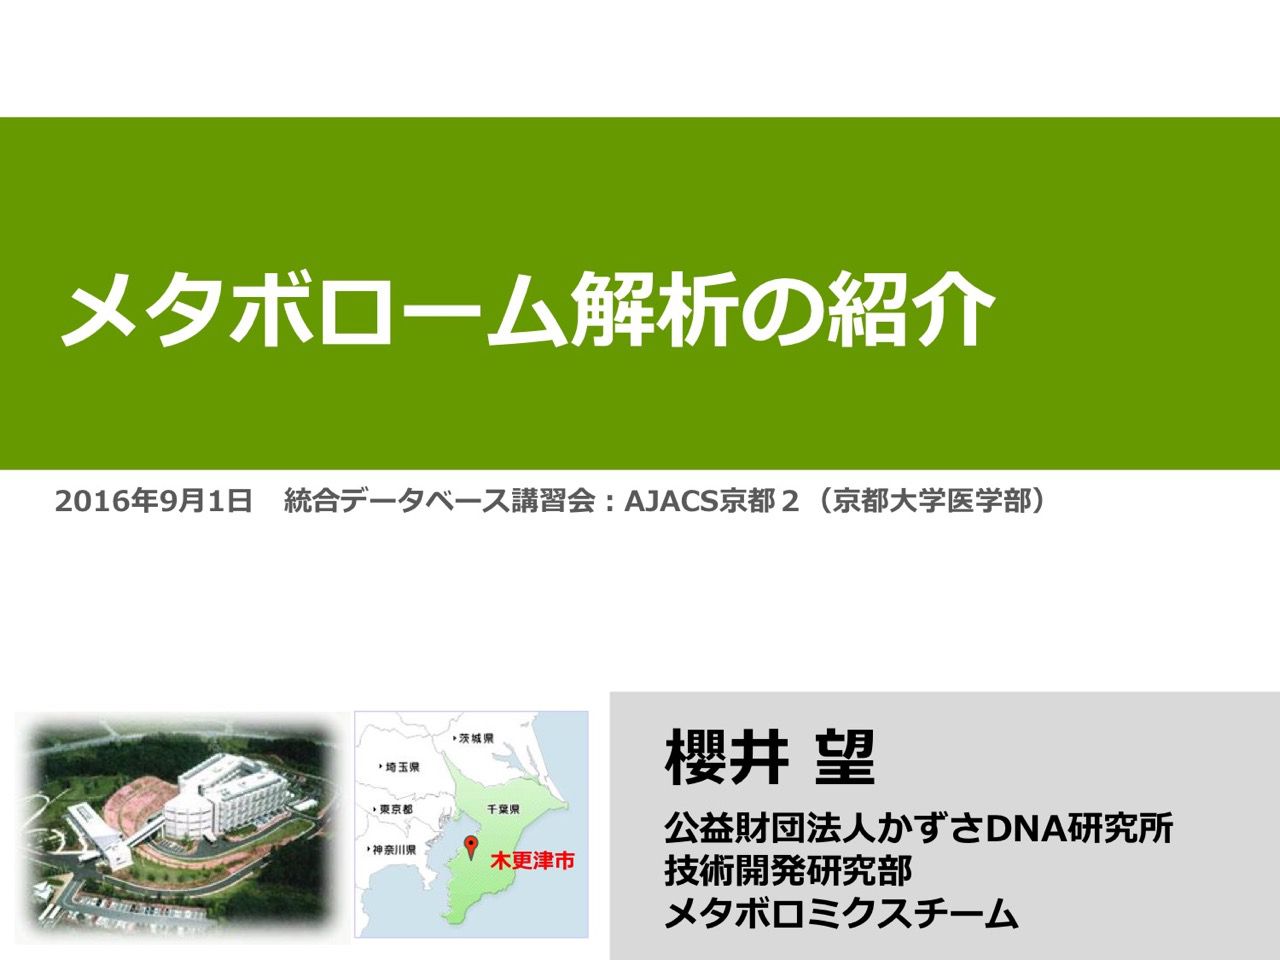 メタボローム解析の紹介
2016年9月1日　統合データベース講習会：AJACS京都２（京都大学医学部）
茨城県
埼玉県
東京都
千葉県
神奈川県
木更津市
櫻井 望
公益財団法人かずさDNA研究所
技術開発研究部
メタボロミクスチーム